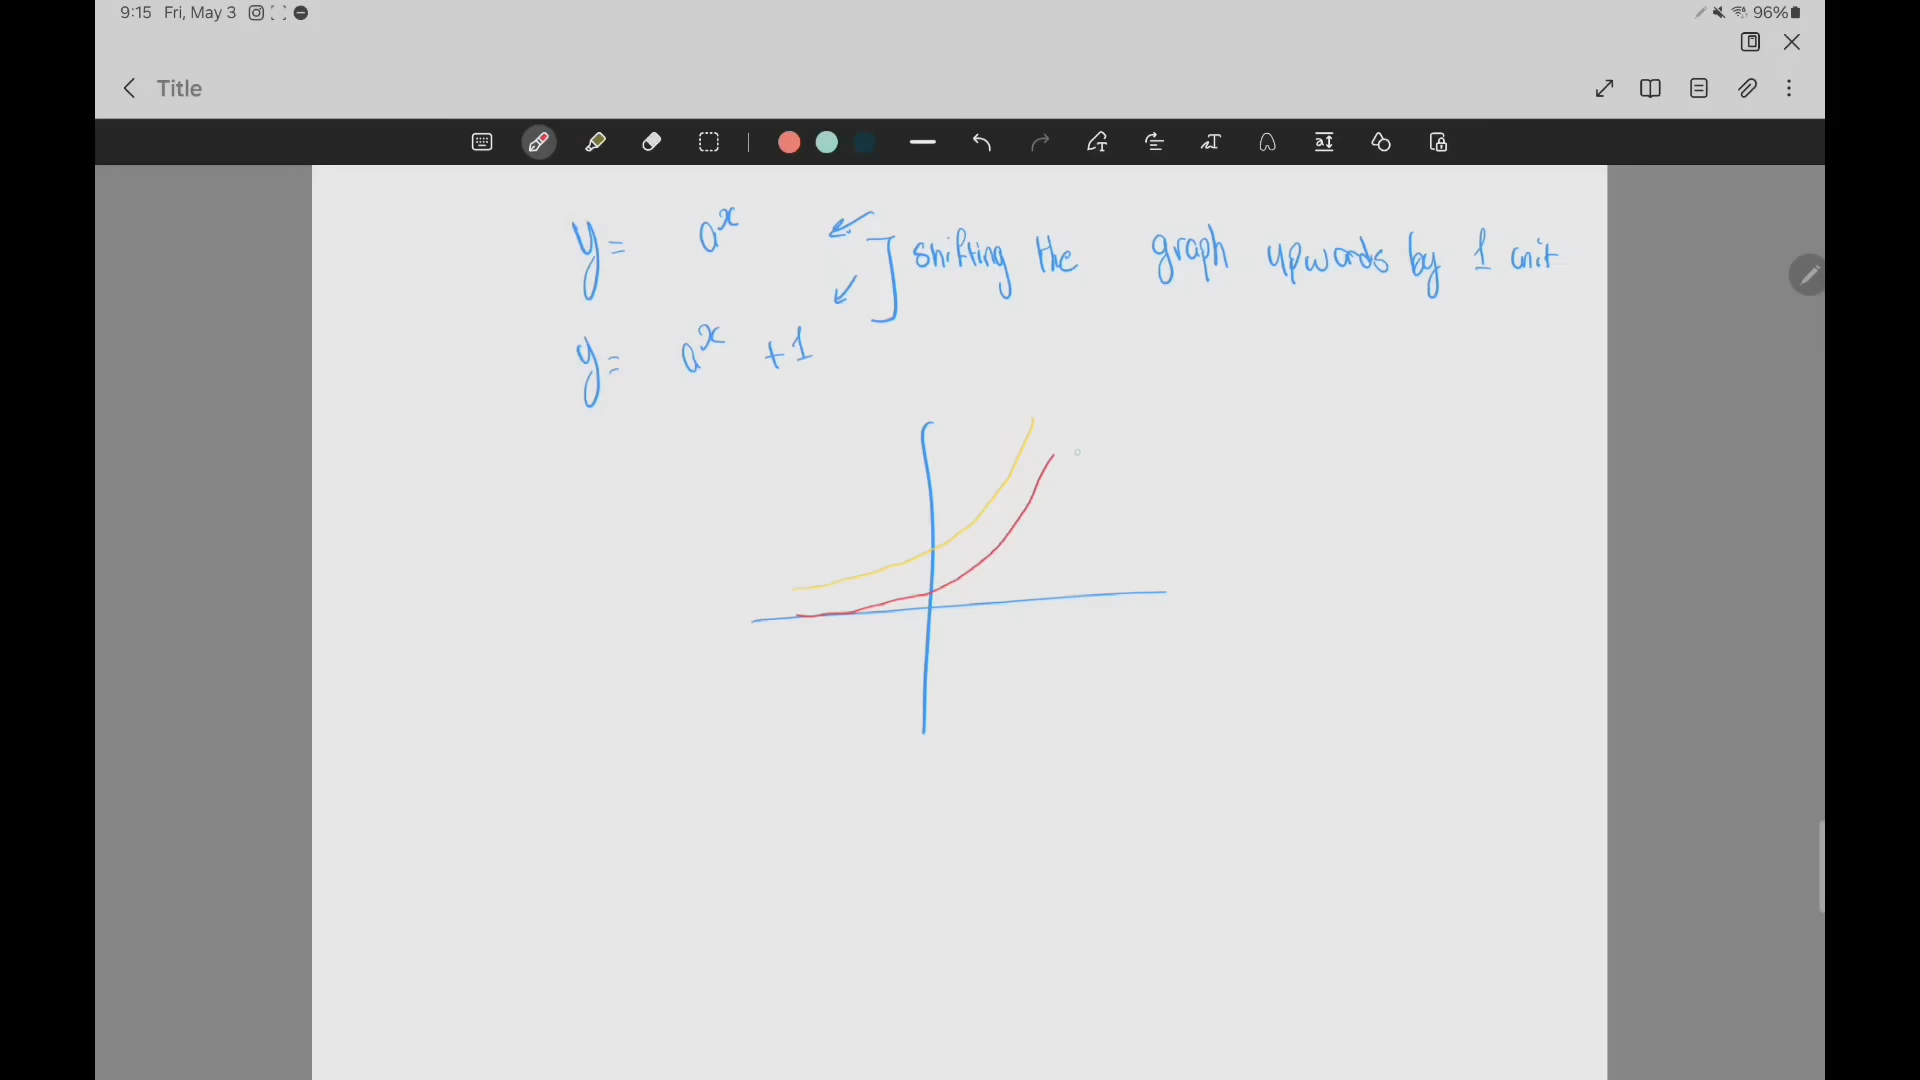 9:15 Fri, May 3 96%
Title
y = a^x shifting the graph upwards by 1 unit
y = a^x + 1